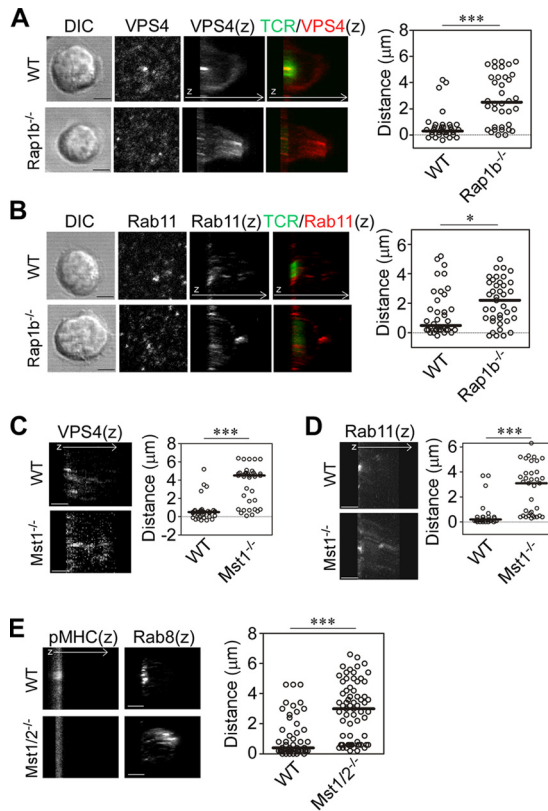 A
DIC VPS4 VPS4(z) TCR/VPS4(z)
WT
z
z
Rap1b-/-
Distance (μm)
***
6
4
2
0
WT
Rap1b-/-
B
DIC Rab11 Rab11(z) TCR/Rab11(z)
WT
z
z
Rap1b-/-
Distance (μm)
*
6
4
2
0
WT
Rap1b-/-
C
VPS4(z)
z
WT
Mst1-/-
Distance (μm)
***
8
6
4
2
0
-2
WT
Mst1-/-
D
Rab11(z)
z
WT
Mst1-/-
Distance (μm)
***
6
4
2
0
WT
Mst1-/-
E
pMHC(z) Rab8(z)
z
WT
Mst1/2-/-
Distance (μm)
***
8
6
4
2
0
WT
Mst1/2-/-